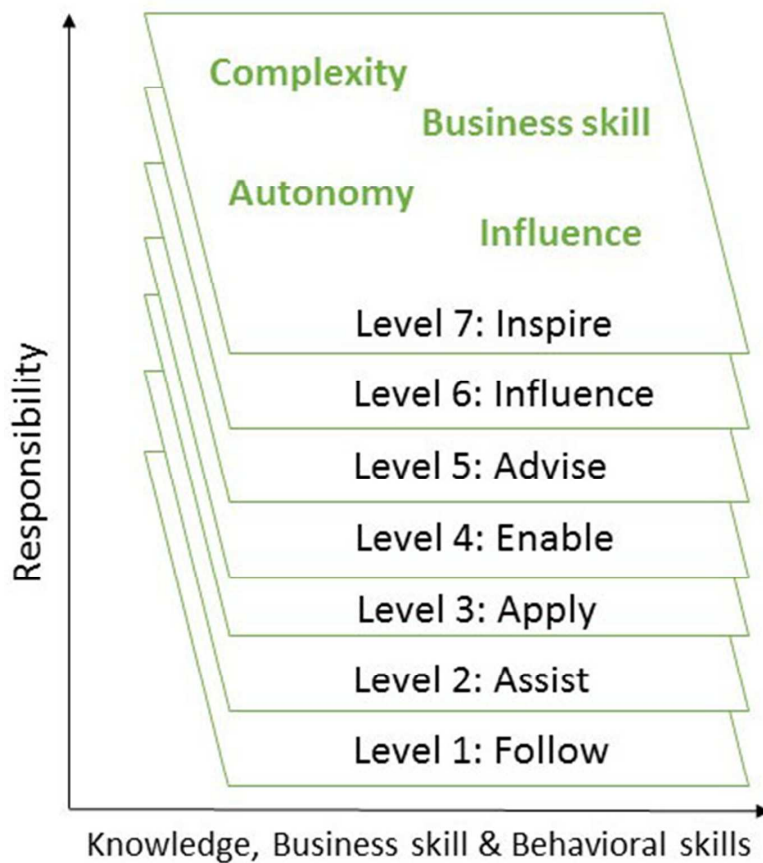 Complexity
Business skill
Autonomy
Influence
Level 7: Inspire
Level 6: Influence
Level 5: Advise
Level 4: Enable
Level 3: Apply
Level 2: Assist
Level 1: Follow
Responsibility
Knowledge, Business skill & Behavioral skills